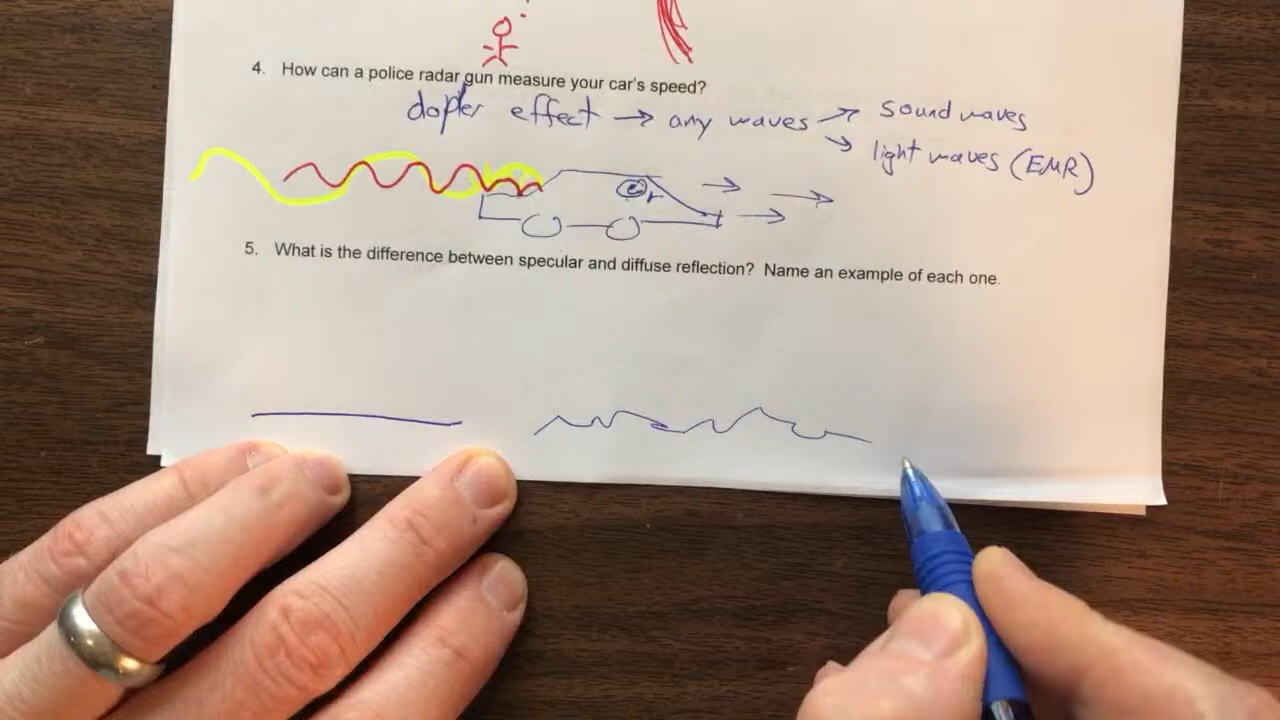 4. How can a police radar gun measure your car's speed?
dopler effect → any waves → sound waves
→ light waves (EMR)
5. What is the difference between specular and diffuse reflection? Name an example of each one.